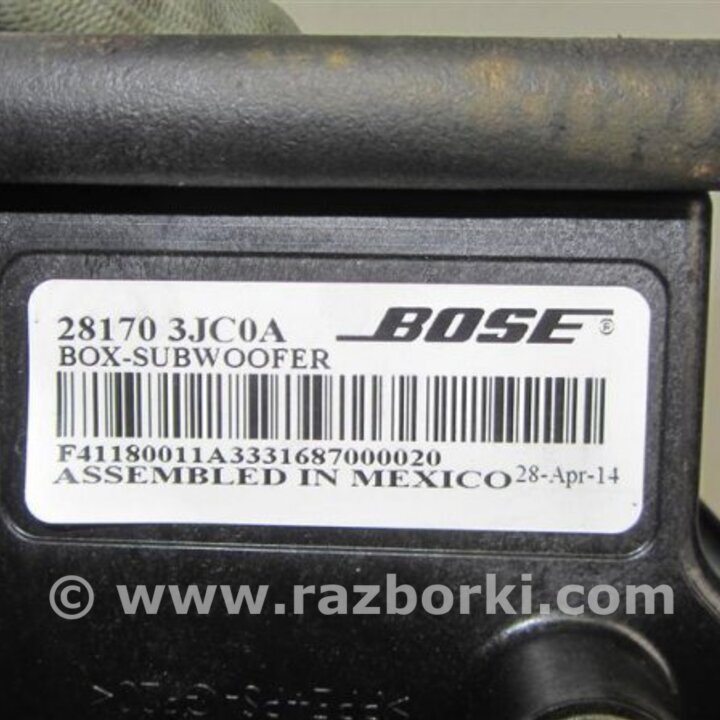 28170 3JC0A BOSE®
BOX-SUBWOOFER
F41180011A3331687000020
ASSEMBLED IN MEXICO 28-Apr-14
© www.razborki.com